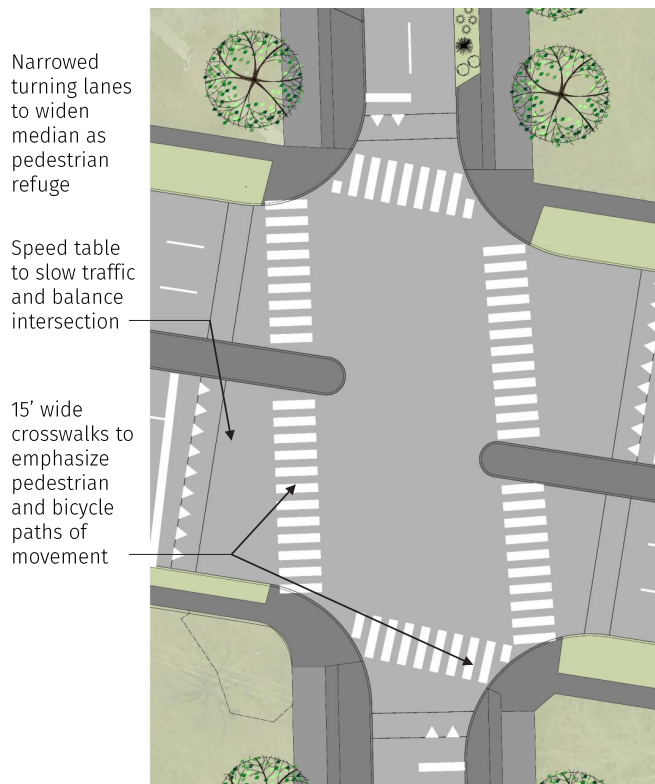 Narrowed
turning lanes
to widen
median as
pedestrian
refuge
Speed table
to slow traffic
and balance
intersection
15’ wide
crosswalks to
emphasize
pedestrian
and bicycle
paths of
movement